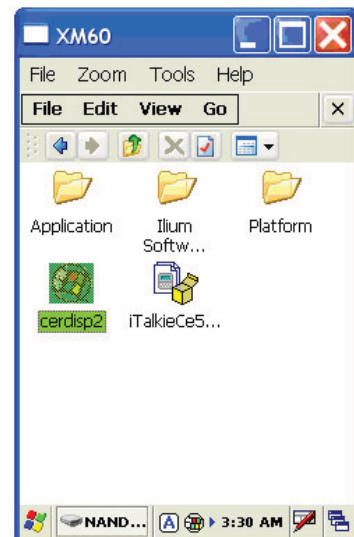 XM60
File Zoom Tools Help
File Edit View Go
Application Ilium Softw... Platform
cerdisp2 iTalkieCe5...
NAND... A 3:30 AM